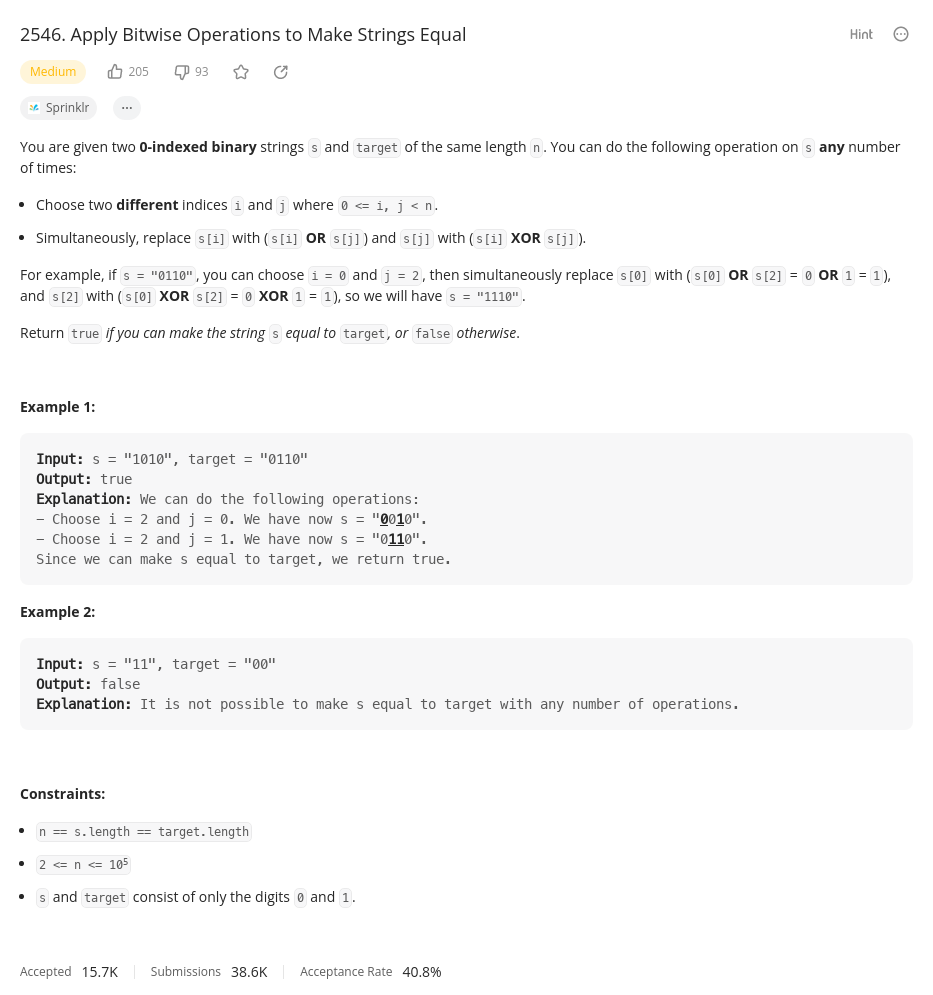 2546. Apply Bitwise Operations to Make Strings Equal
Hint
Medium 205 93
Sprinklr ...
You are given two 0-indexed binary strings s and target of the same length n. You can do the following operation on s any number
of times:
• Choose two different indices i and j where 0 <= i, j < n.
• Simultaneously, replace s[i] with (s[i] OR s[j]) and s[j] with (s[i] XOR s[j]).
For example, if s = "0110", you can choose i = 0 and j = 2, then simultaneously replace s[0] with (s[0] OR s[2] = 0 OR 1 = 1),
and s[2] with (s[0] XOR s[2] = 0 XOR 1 = 1), so we will have s = "1110".
Return true if you can make the string s equal to target, or false otherwise.
Example 1:
Input: s = "1010", target = "0110"
Output: true
Explanation: We can do the following operations:
- Choose i = 2 and j = 0. We have now s = "0010".
- Choose i = 2 and j = 1. We have now s = "0110".
Since we can make s equal to target, we return true.
Example 2:
Input: s = "11", target = "00"
Output: false
Explanation: It is not possible to make s equal to target with any number of operations.
Constraints:
• n == s.length == target.length
• 2 <= n <= 10⁵
• s and target consist of only the digits 0 and 1.
Accepted 15.7K Submissions 38.6K Acceptance Rate 40.8%